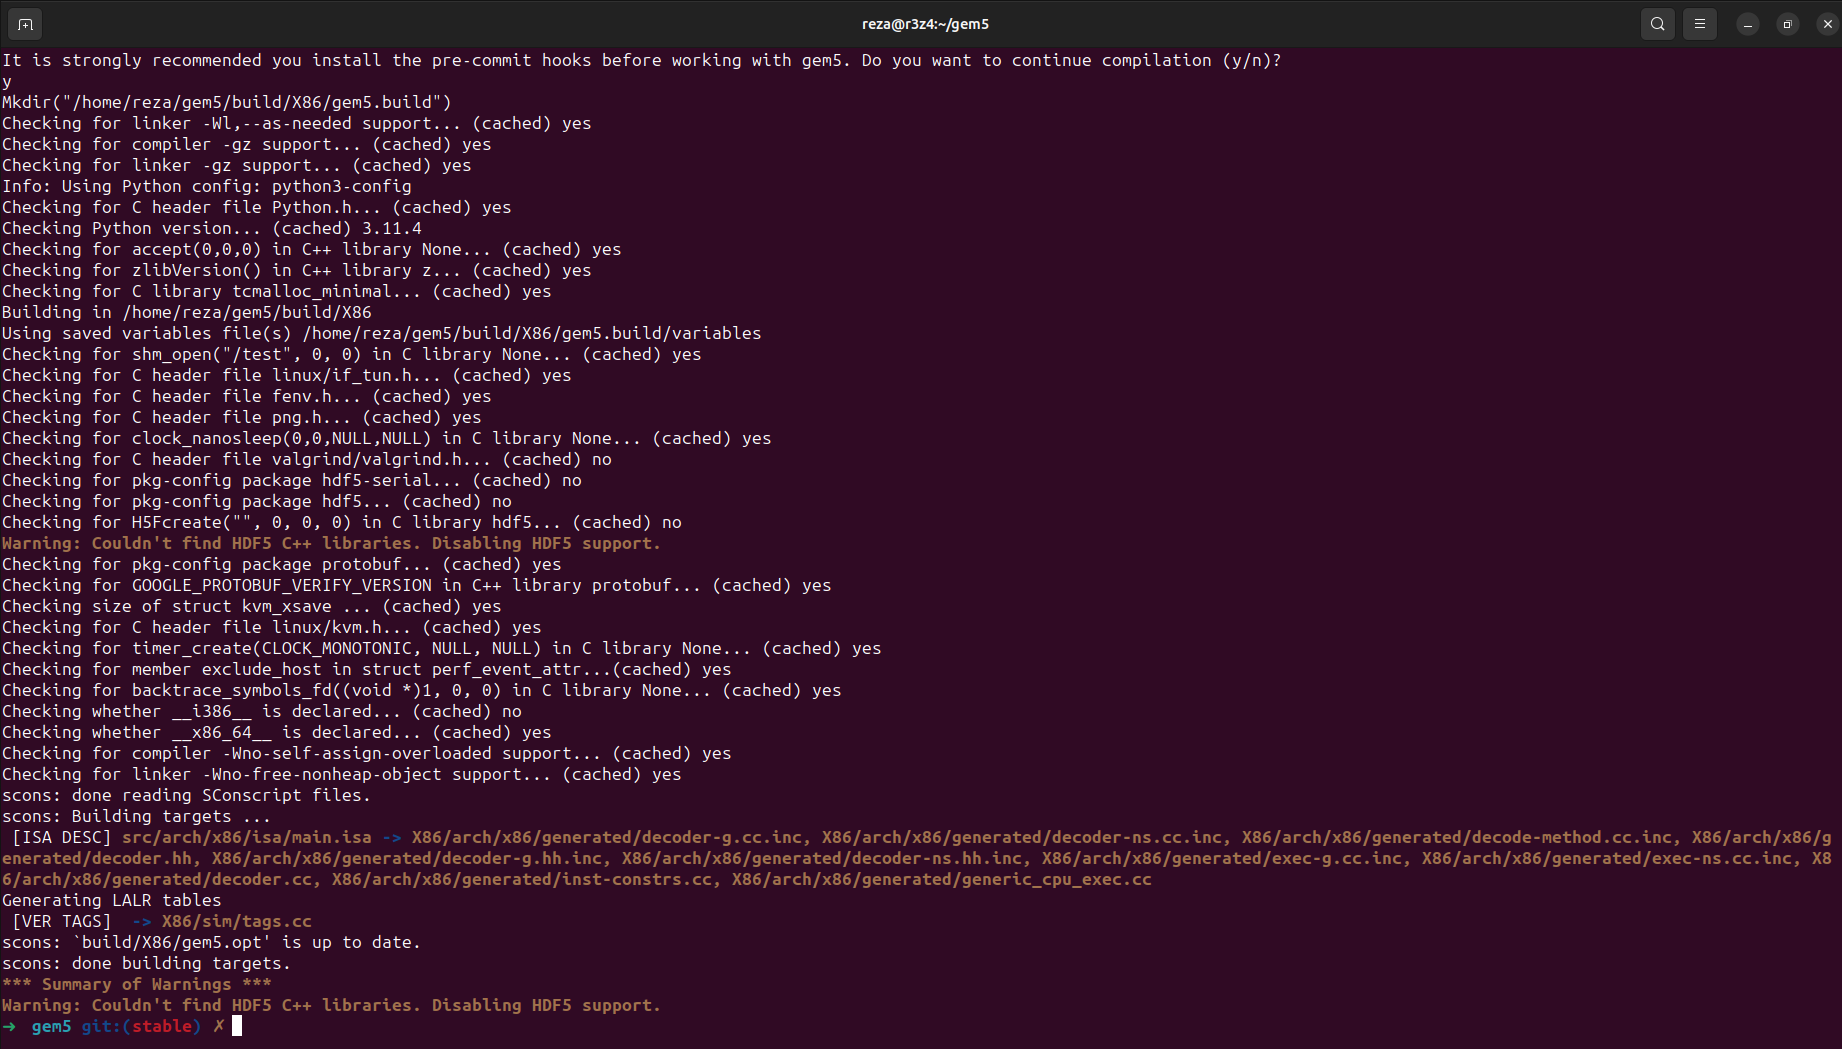 reza@r3z4:~/gem5
It is strongly recommended you install the pre-commit hooks before working with gem5. Do you want to continue compilation (y/n)?
y
Mkdir("/home/reza/gem5/build/X86/gem5.build")
Checking for linker -Wl,--as-needed support... (cached) yes
Checking for compiler -gz support... (cached) yes
Checking for linker -gz support... (cached) yes
Info: Using Python config: python3-config
Checking for C header file Python.h... (cached) yes
Checking Python version... (cached) 3.11.4
Checking for accept(0,0,0) in C++ library None... (cached) yes
Checking for zlibVersion() in C++ library z... (cached) yes
Checking for C library tcmalloc_minimal... (cached) yes
Building in /home/reza/gem5/build/X86
Using saved variables file(s) /home/reza/gem5/build/X86/gem5.build/variables
Checking for shm_open("/test", 0, 0) in C library None... (cached) yes
Checking for C header file linux/if_tun.h... (cached) yes
Checking for C header file fenv.h... (cached) yes
Checking for C header file png.h... (cached) yes
Checking for clock_nanosleep(0,0,NULL,NULL) in C library None... (cached) yes
Checking for C header file valgrind/valgrind.h... (cached) no
Checking for pkg-config package hdf5-serial... (cached) no
Checking for pkg-config package hdf5... (cached) no
Checking for H5Fcreate("", 0, 0, 0) in C library hdf5... (cached) no
Warning: Couldn't find HDF5 C++ libraries. Disabling HDF5 support.
Checking for pkg-config package protobuf... (cached) yes
Checking for GOOGLE_PROTOBUF_VERIFY_VERSION in C++ library protobuf... (cached) yes
Checking size of struct kvm_xsave ... (cached) yes
Checking for C header file linux/kvm.h... (cached) yes
Checking for timer_create(CLOCK_MONOTONIC, NULL, NULL) in C library None... (cached) yes
Checking for member exclude_host in struct perf_event_attr...(cached) yes
Checking for backtrace_symbols_fd((void *)1, 0, 0) in C library None... (cached) yes
Checking whether __i386__ is declared... (cached) no
Checking whether __x86_64__ is declared... (cached) yes
Checking for compiler -Wno-self-assign-overloaded support... (cached) yes
Checking for linker -Wno-free-nonheap-object support... (cached) yes
scons: done reading SConscript files.
scons: Building targets ...
 [ISA DESC] src/arch/x86/isa/main.isa -> X86/arch/x86/generated/decoder-g.cc.inc, X86/arch/x86/generated/decoder-ns.cc.inc, X86/arch/x86/generated/decode-method.cc.inc, X86/arch/x86/g
enerated/decoder.hh, X86/arch/x86/generated/decoder-g.hh.inc, X86/arch/x86/generated/decoder-ns.hh.inc, X86/arch/x86/generated/exec-g.cc.inc, X86/arch/x86/generated/exec-ns.cc.inc, X8
6/arch/x86/generated/decoder.cc, X86/arch/x86/generated/inst-constrs.cc, X86/arch/x86/generated/generic_cpu_exec.cc
Generating LALR tables
 [VER TAGS]  -> X86/sim/tags.cc
scons: `build/X86/gem5.opt' is up to date.
scons: done building targets.
*** Summary of Warnings ***
Warning: Couldn't find HDF5 C++ libraries. Disabling HDF5 support.
➜  gem5 git:(stable) ✗